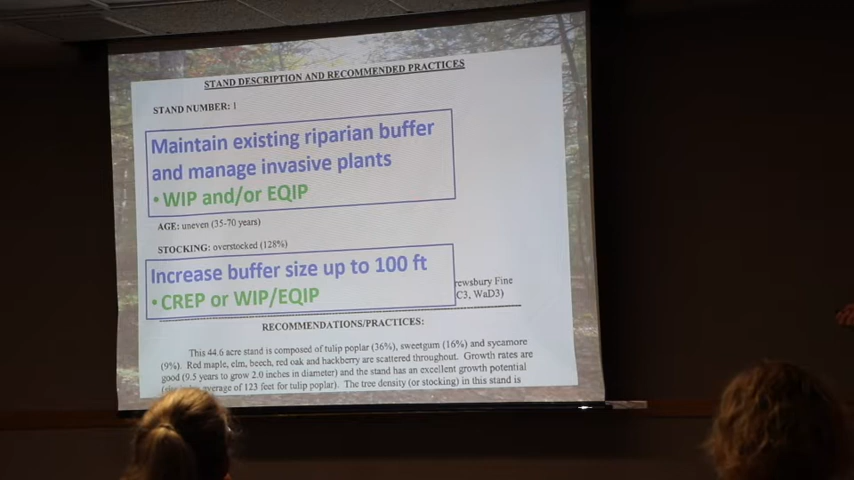 STAND DESCRIPTION AND RECOMMENDED PRACTICES
STAND NUMBER: 1
Maintain existing riparian buffer
and manage invasive plants
• WIP and/or EQIP
AGE: uneven (35-70 years)
STOCKING: overstocked (128%)
Increase buffer size up to 100 ft
• CREP or WIP/EQIP
rewsbury Fine
C3, WaD3)
RECOMMENDATIONS/PRACTICES:
This 44.6 acre stand is composed of tulip poplar (36%), sweetgum (16%) and sycamore
(9%). Red maple, elm, beech, red oak and hackberry are scattered throughout. Growth rates are
good (9.5 years to grow 2.0 inches in diameter) and the stand has an excellent growth potential
average of 123 feet for tulip poplar). The tree density (or stocking) in this stand is